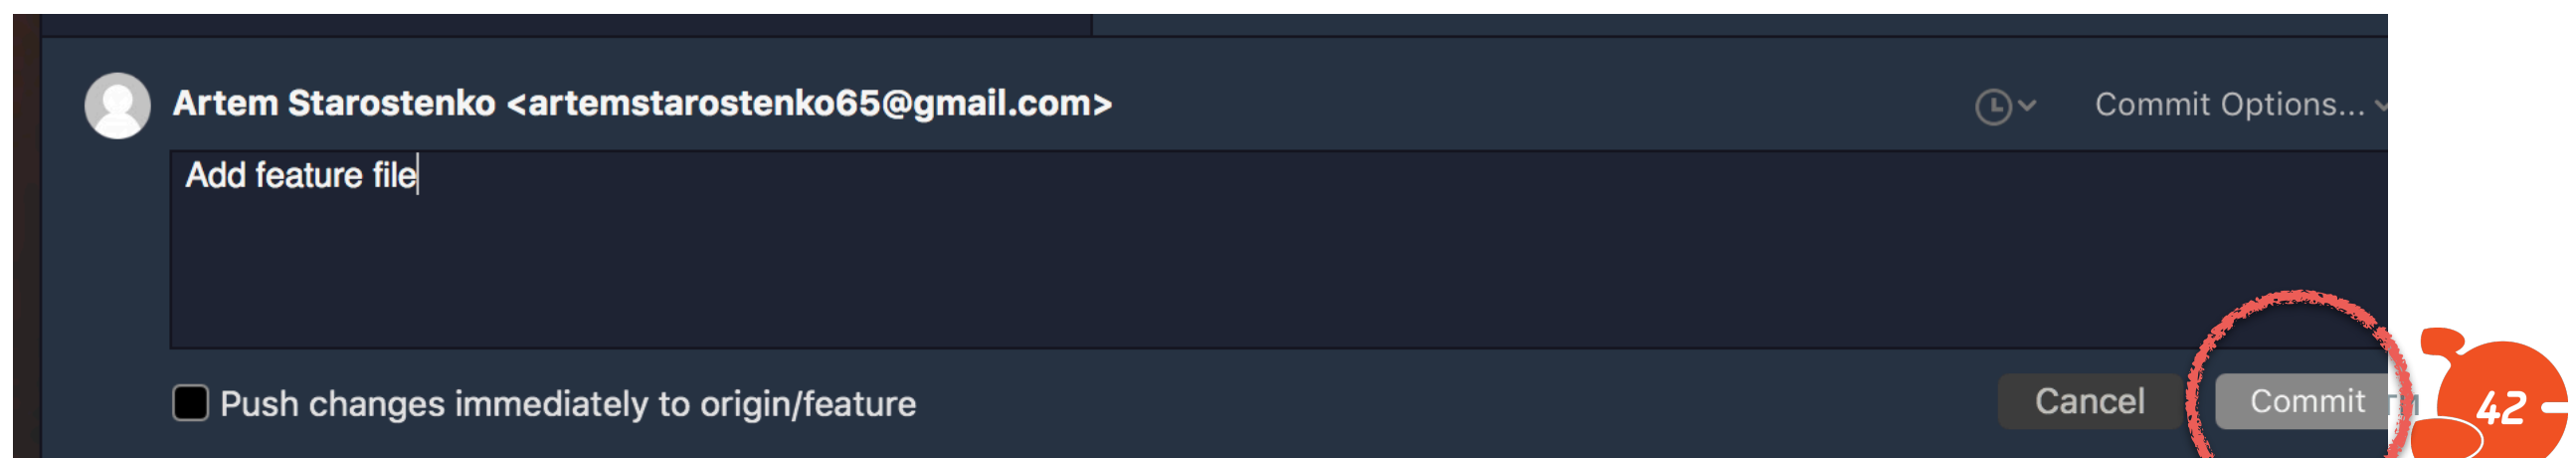 Artem Starostenko <artemstarostenko65@gmail.com>
Commit Options...
Add feature file
Push changes immediately to origin/feature
Cancel
Commit
42